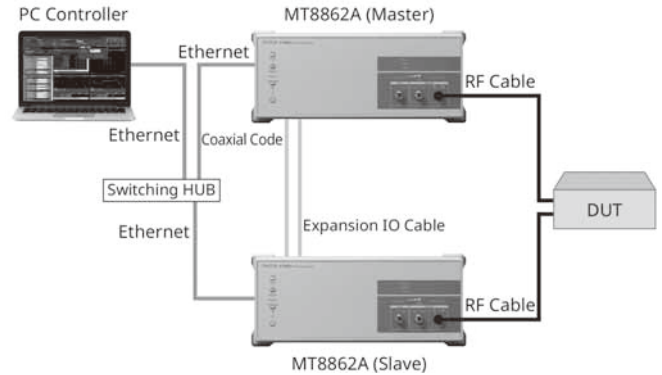 PC Controller
MT8862A (Master)
Ethernet
RF Cable
Ethernet
Coaxial Code
Switching HUB
DUT
Ethernet
Expansion IO Cable
RF Cable
MT8862A (Slave)